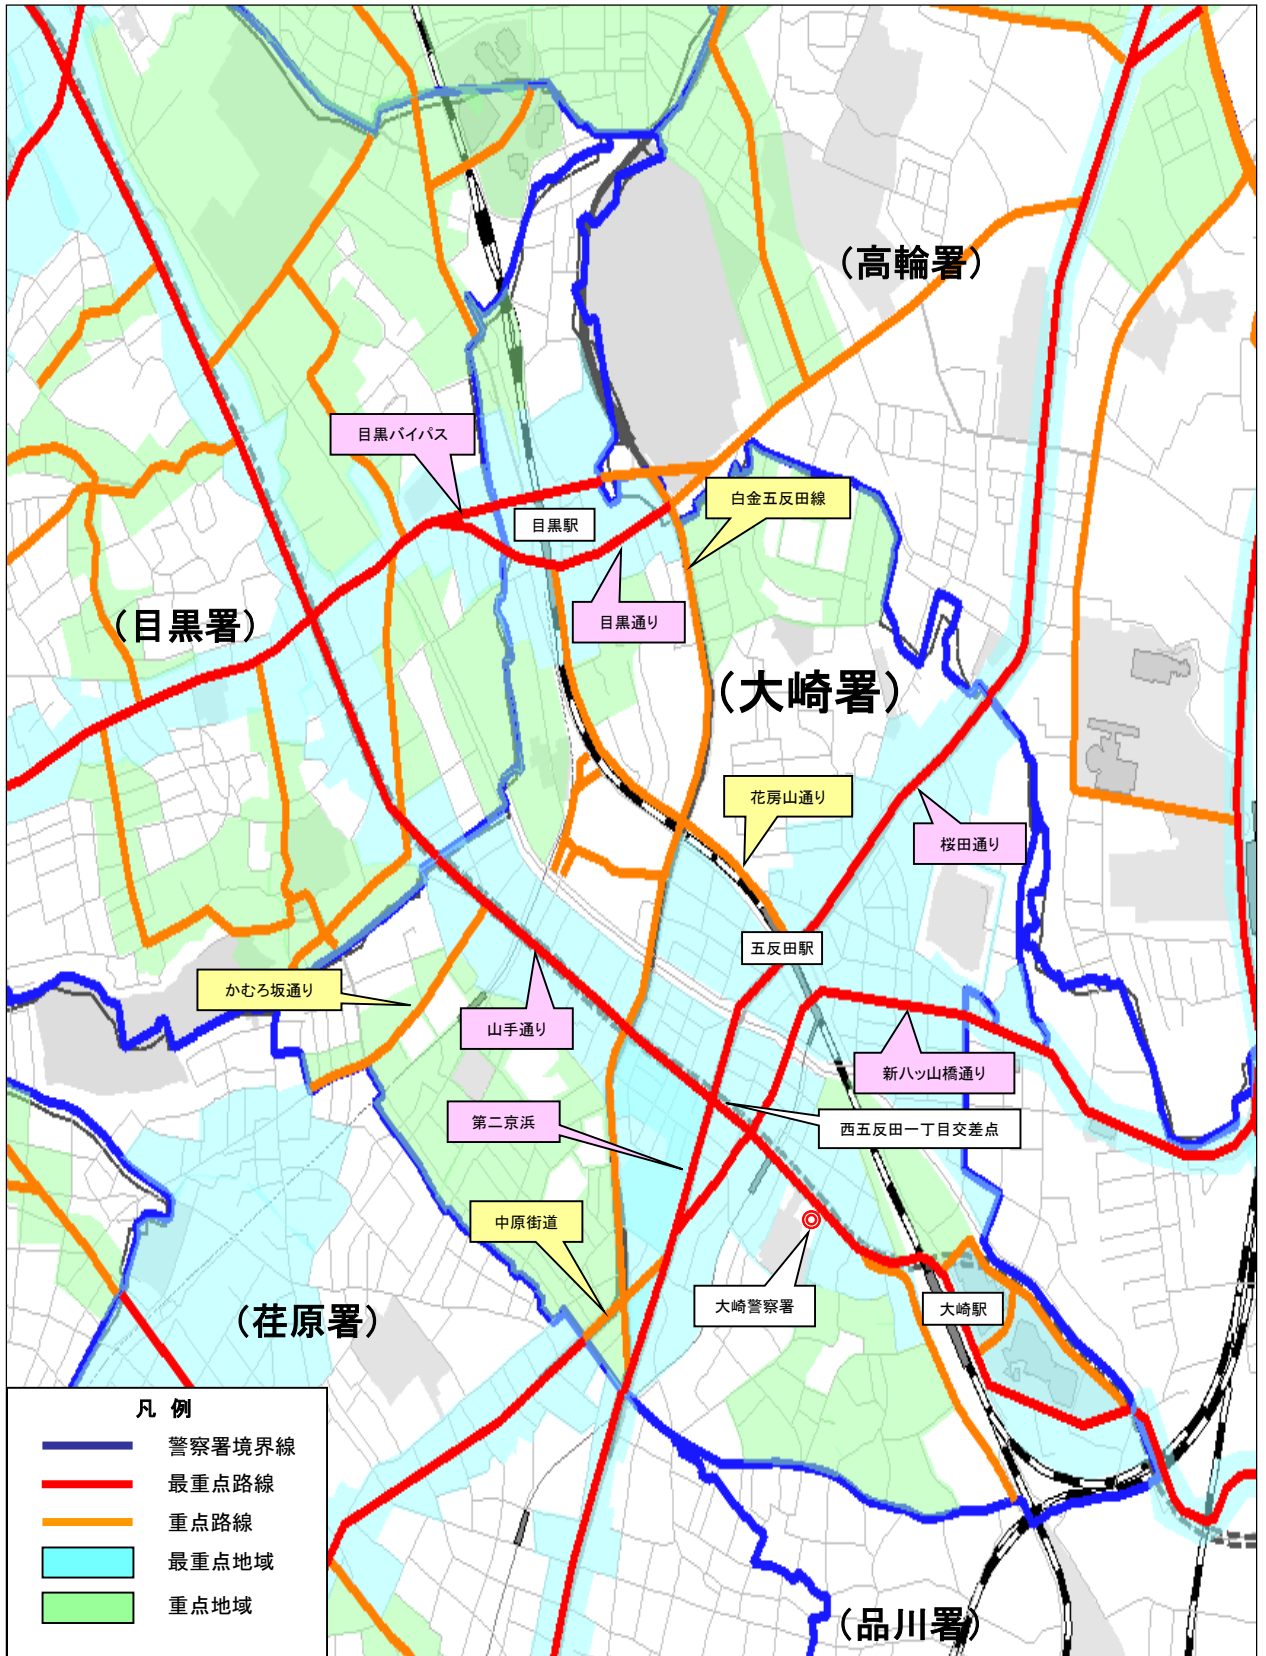 （高輪署）
目黒バイパス
白金五反田線
目黒駅
（目黒署）
目黒通り
（大崎署）
花房山通り
桜田通り
五反田駅
かむろ坂通り
山手通り
新八ッ山橋通り
第二京浜
西五反田一丁目交差点
中原街道
大崎警察署
大崎駅
（荏原署）
凡 例
警察署境界線
最重点路線
重点路線
最重点地域
重点地域
（品川署）